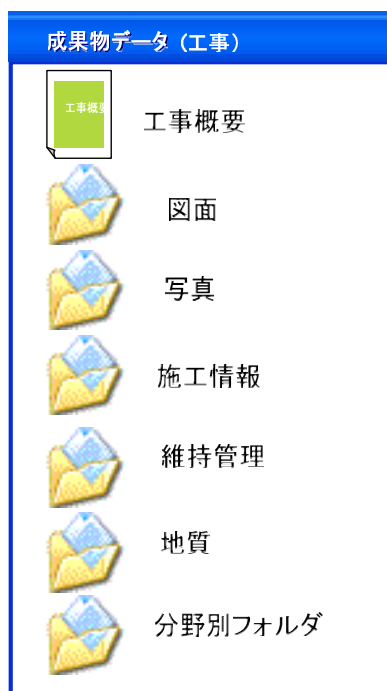 成果物データ (工事)
工事概要
工事概要
図面
写真
施工情報
維持管理
地質
分野別フォルダ